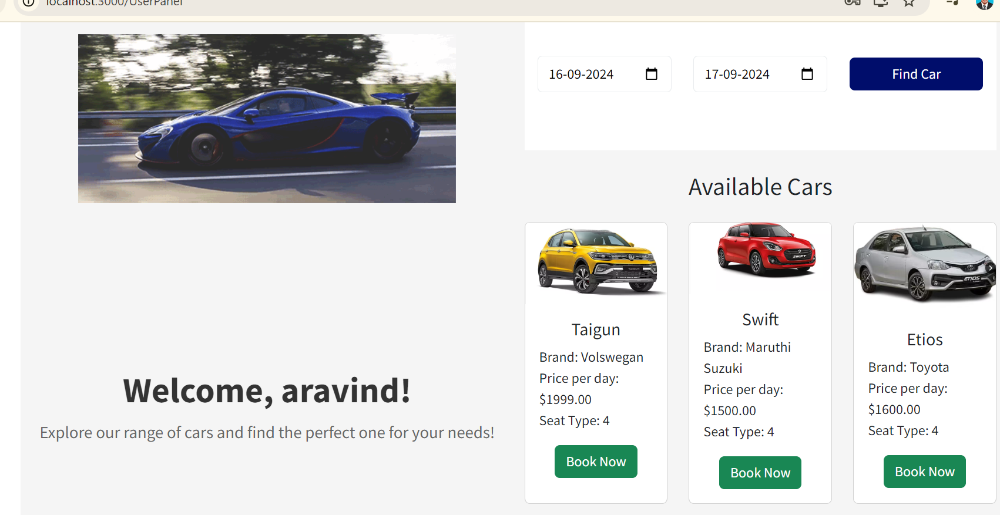 localhost:3000/UserPanel
16-09-2024
17-09-2024
Find Car
Available Cars
TAIGUN
Taigun
Brand: Volswegan
Price per day:
$1999.00
Seat Type: 4
Book Now
SWIFT
Swift
Brand: Maruthi
Suzuki
Price per day:
$1500.00
Seat Type: 4
Book Now
ETIOS
Etios
Brand: Toyota
Price per day:
$1600.00
Seat Type: 4
Book Now
Welcome, aravind!
Explore our range of cars and find the perfect one for your needs!